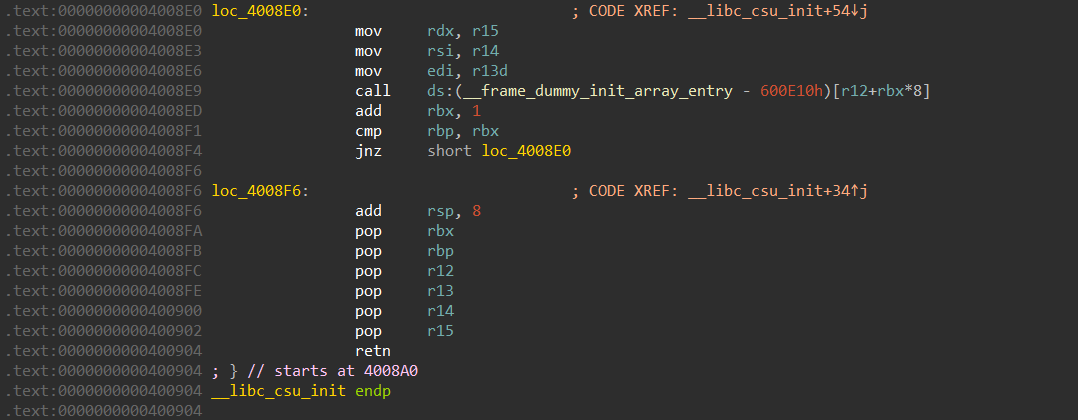 .text:00000000004008E0 loc_4008E0: ; CODE XREF: __libc_csu_init+54↓j
.text:00000000004008E0 mov rdx, r15
.text:00000000004008E3 mov rsi, r14
.text:00000000004008E6 mov edi, r13d
.text:00000000004008E9 call ds:(__frame_dummy_init_array_entry - 600E10h)[r12+rbx*8]
.text:00000000004008ED add rbx, 1
.text:00000000004008F1 cmp rbp, rbx
.text:00000000004008F4 jnz short loc_4008E0
.text:00000000004008F6
.text:00000000004008F6 loc_4008F6: ; CODE XREF: __libc_csu_init+34↑j
.text:00000000004008F6 add rsp, 8
.text:00000000004008FA pop rbx
.text:00000000004008FB pop rbp
.text:00000000004008FC pop r12
.text:00000000004008FE pop r13
.text:0000000000400900 pop r14
.text:0000000000400902 pop r15
.text:0000000000400904 retn
.text:0000000000400904 ; } // starts at 4008A0
.text:0000000000400904 __libc_csu_init endp
.text:0000000000400904